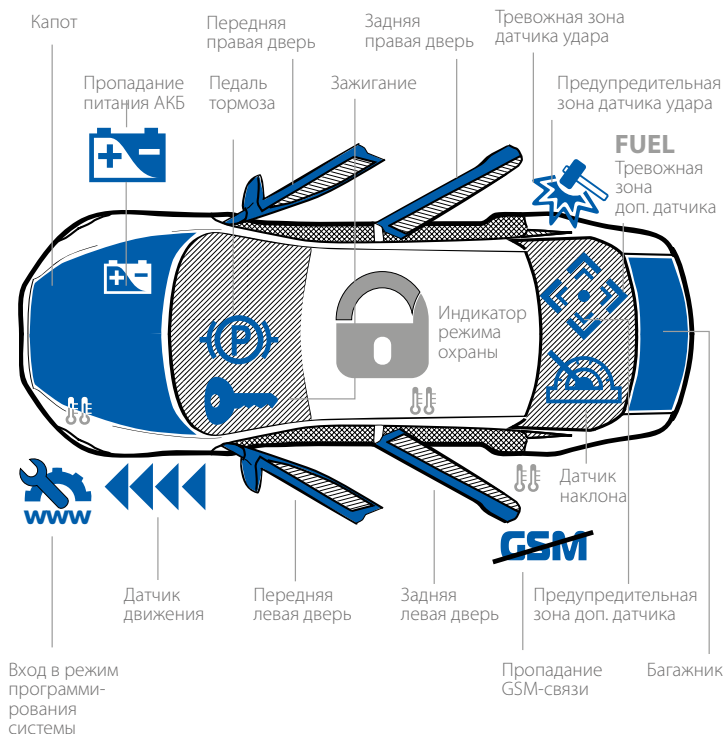 Капот
Передняя
правая дверь
Задняя
правая дверь
Тревожная зона
датчика удара
Пропадание
питания АКБ
Педаль
тормоза
Зажигание
Предупредительная
зона датчика удара
FUEL
Тревожная
зона
доп. датчика
Индикатор
режима
охраны
P
Датчик
наклона
www
GSM
Датчик
движения
Передняя
левая дверь
Задняя
левая дверь
Предупредительная
зона доп. датчика
Вход в режим
программи-
рования
системы
Пропадание
GSM-связи
Багажник